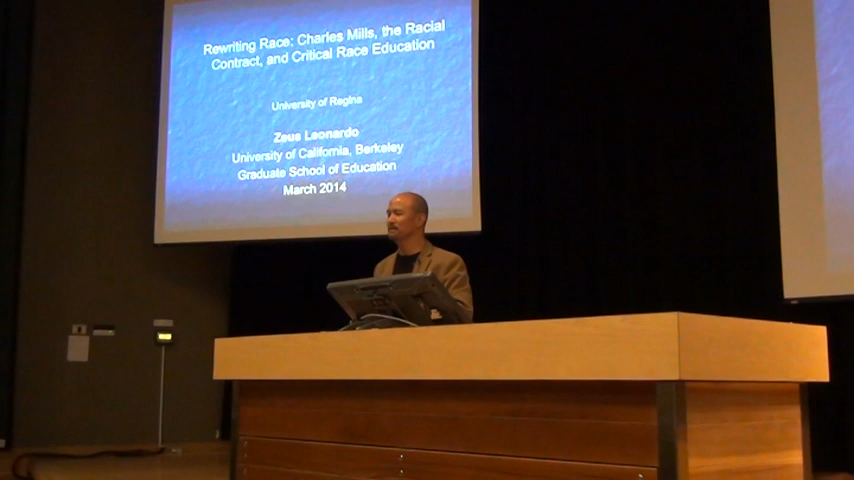 Rewriting Race: Charles Mills, the Racial
Contract, and Critical Race Education
University of Regina
Zeus Leonardo
University of California, Berkeley
Graduate School of Education
March 2014